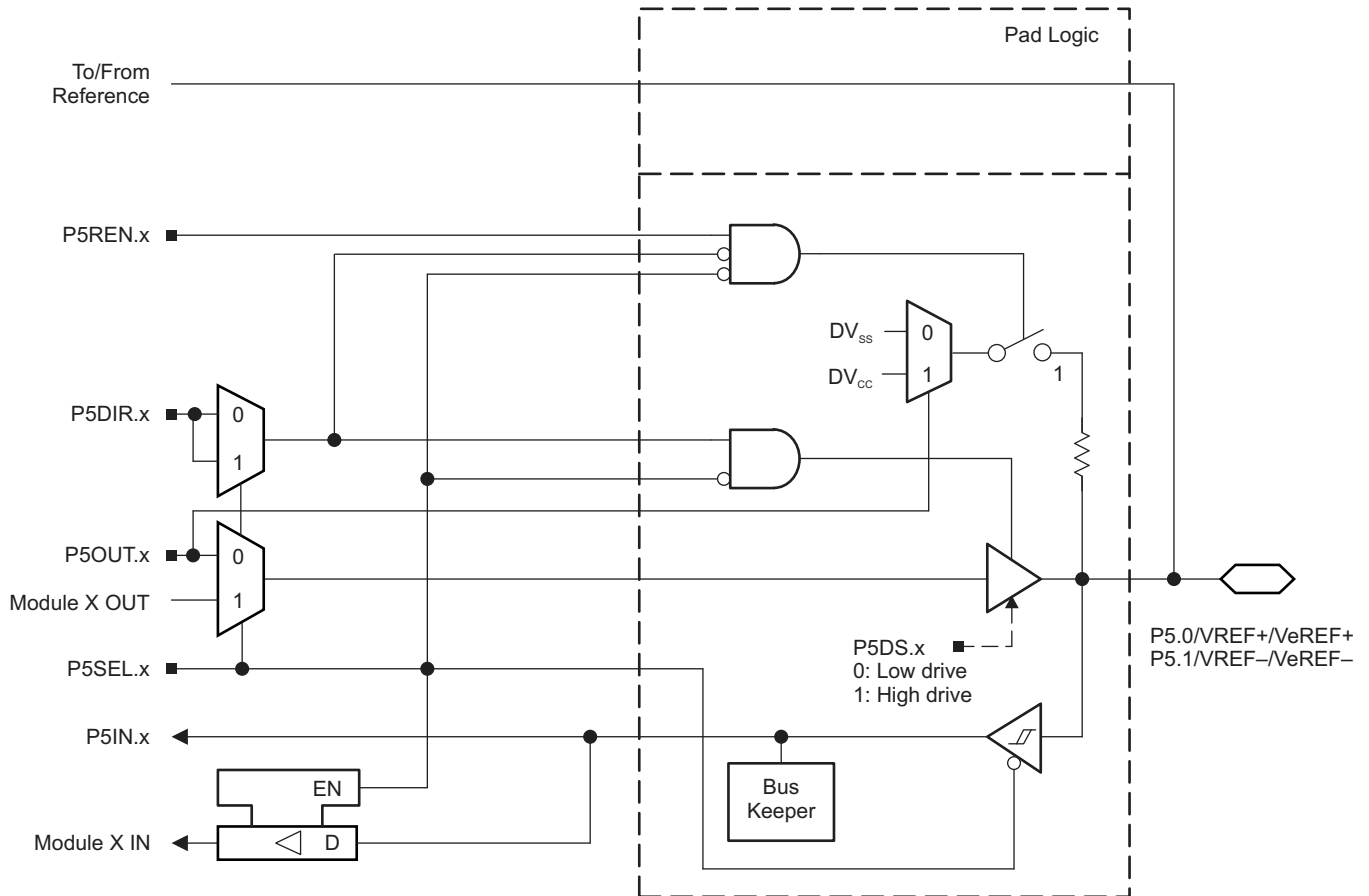 Pad Logic
To/From
Reference
P5REN.x
DVSS
0
DVCC
1
1
P5DIR.x
0
1
P5OUT.x
0
Module X OUT
1
P5SEL.x
P5DS.x
0: Low drive
1: High drive
P5.0/VREF+/VeREF+
P5.1/VREF–/VeREF–
P5IN.x
EN
Bus
Keeper
Module X IN
D